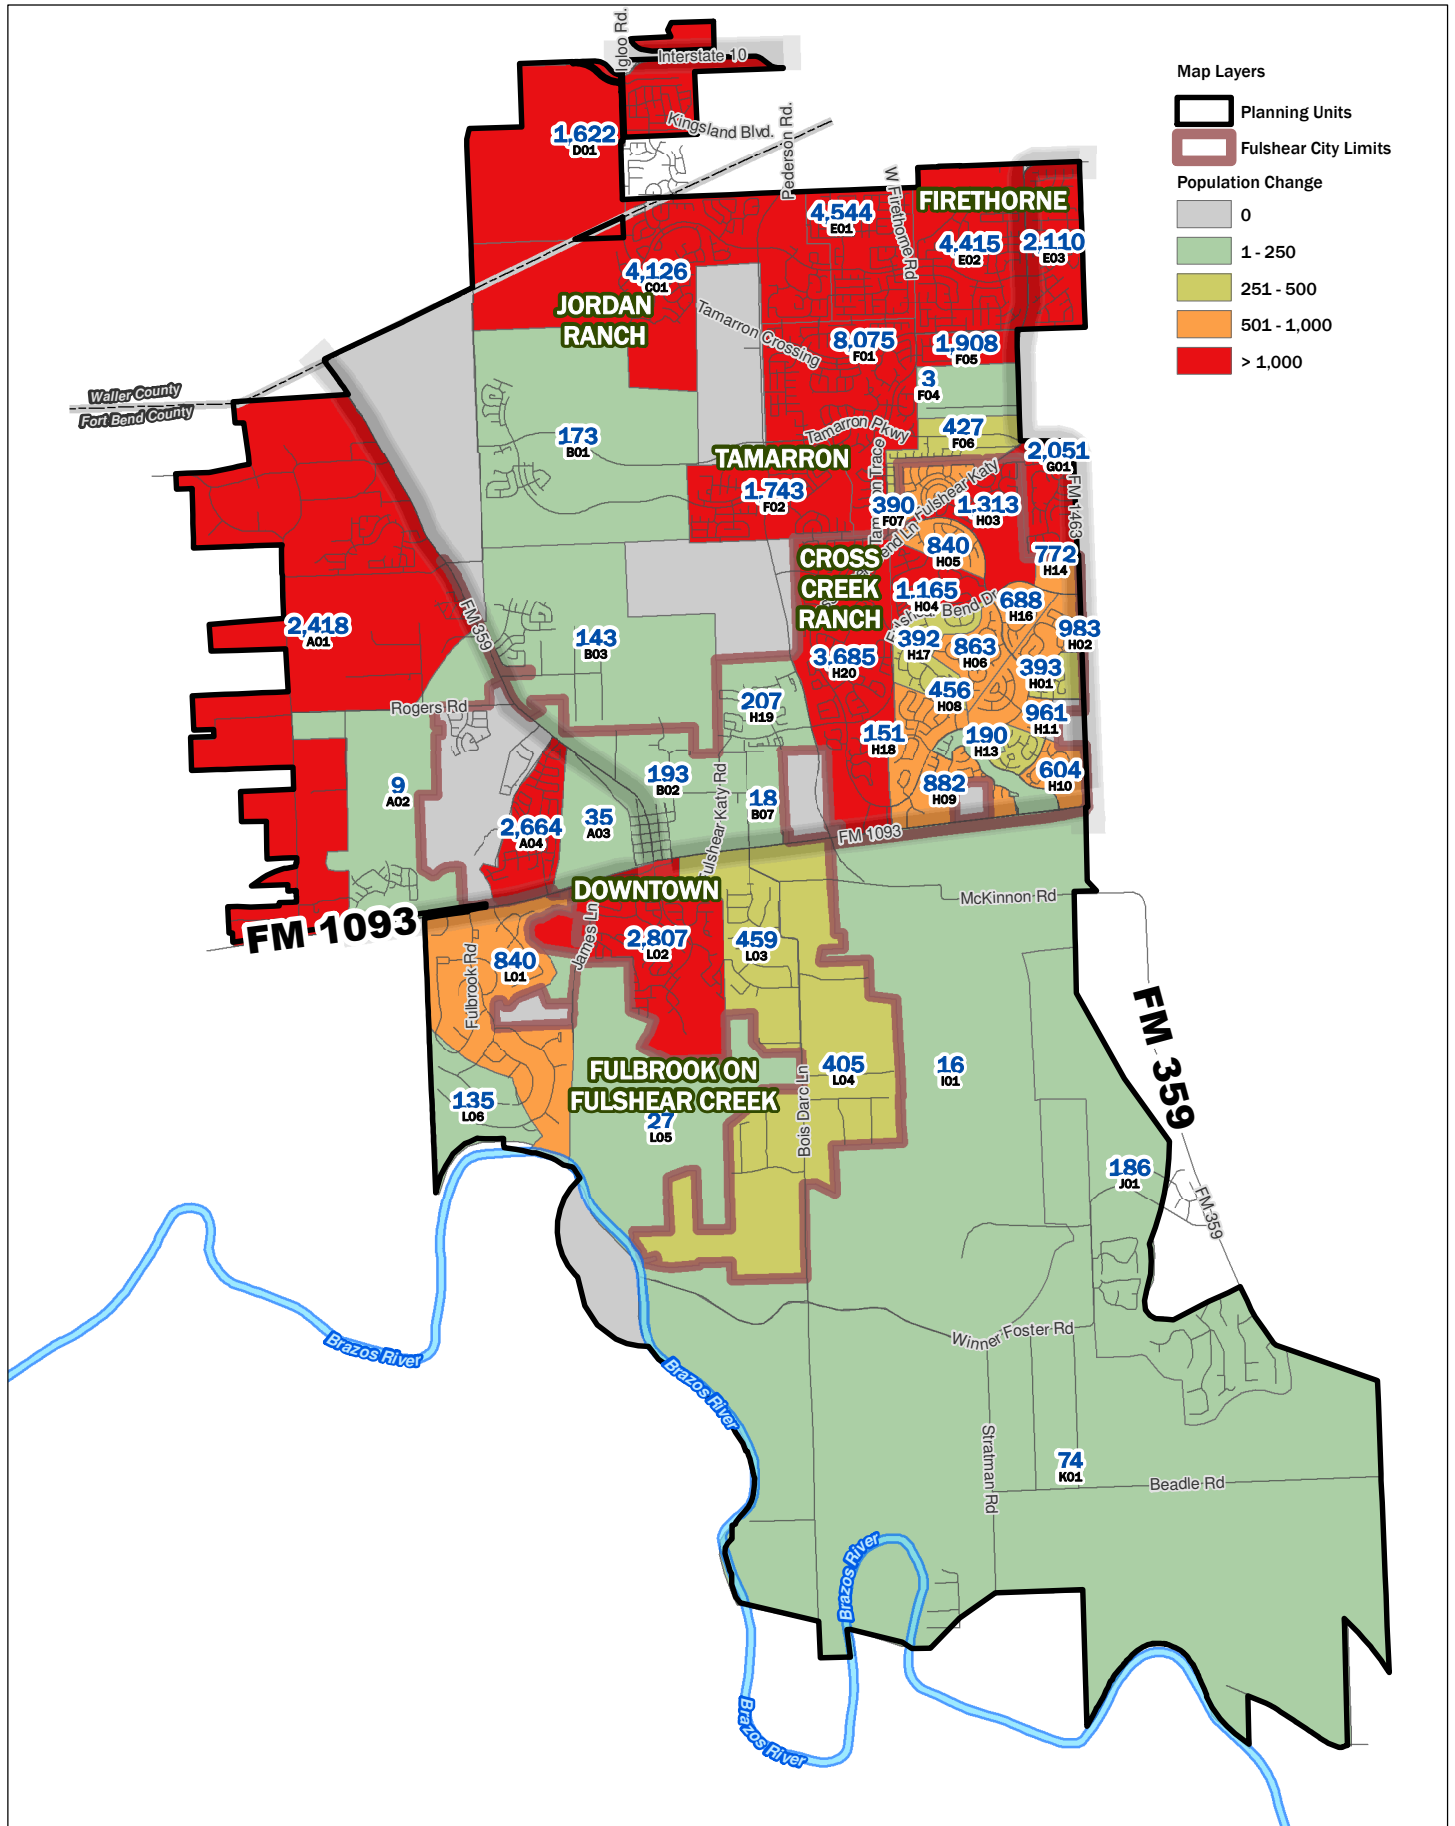 Igloo Rd.
Interstate 10
Kingsland Blvd.
Pederson Rd.
W Firethorne Rd
Map Layers
Planning Units
Fulshear City Limits
Population Change
0
1 - 250
251 - 500
501 - 1,000
> 1,000
1,622
D01
FIRETHORNE
4,544
E01
4,415
E02
2,110
E03
4,126
C01
JORDAN
RANCH
Tamarron Crossing
8,075
F01
1,908
F05
3
F04
Waller County
Fort Bend County
173
B01
Tamarron Pkwy
427
F06
TAMARRON
1,743
F02
2,051
G01
FM 1463
390
F07
Fulshear Katy
1,313
H03
CROSS
CREEK
RANCH
840
H05
772
H14
1,165
H04
688
H16
FM 359
2,418
A01
143
B03
392
H17
863
H06
983
H02
3,685
H20
393
H01
456
H08
Rogers Rd
207
H19
961
H11
151
H18
190
H13
193
B02
Fulshear Katy Rd
604
H10
9
A02
882
H09
18
B07
35
A03
2,664
A04
FM 1093
DOWNTOWN
McKinnon Rd
FM 1093
James Ln
2,807
L02
459
L03
Fulbrook Rd
840
L01
FM 359
FULBROOK ON
FULSHEAR CREEK
405
L04
16
I01
Bois Darc Ln
135
L06
27
L05
186
J01
FM-359
Winner Foster Rd
Brazos River
Brazos River
Stratman Rd
74
K01
Beadle Rd
Brazos River
Brazos River